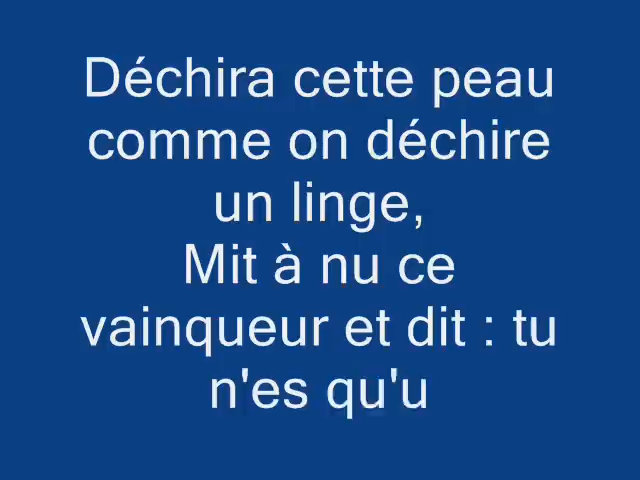 Déchira cette peau
comme on déchire
un linge,
Mit à nu ce
vainqueur et dit : tu
n'es qu'u